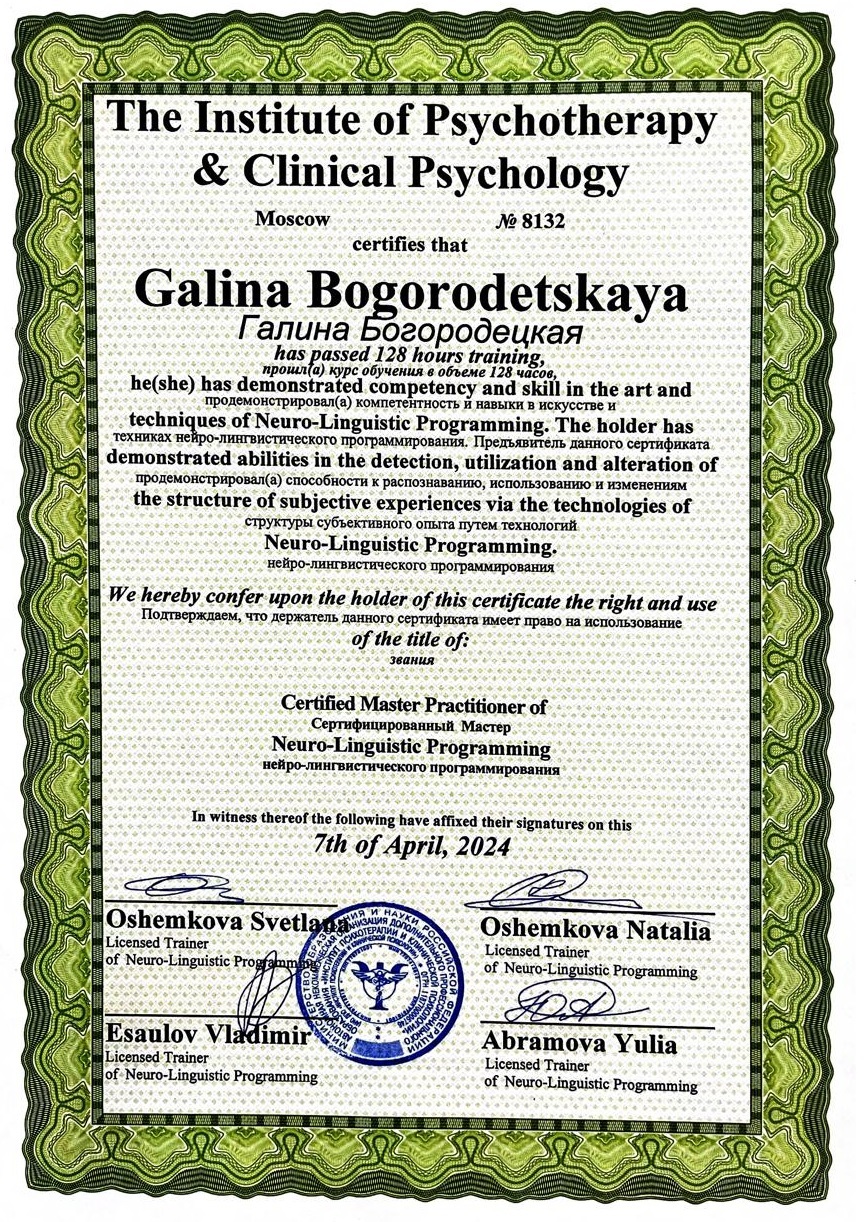 The Institute of Psychotherapy
& Clinical Psychology
Moscow № 8132
certifies that
Galina Bogorodetskaya
Галина Богородецкая
has passed 128 hours training,
прошл(а) курс обучения в объеме 128 часов,
he(she) has demonstrated competency and skill in the art and
продемонстрировал(а) компетентность и навыки в искусстве и
techniques of Neuro-Linguistic Programming. The holder has
техниках нейро-лингвистического программирования. Предъявитель данного сертификата
demonstrated abilities in the detection, utilization and alteration of
продемонстрировал(а) способности к распознаванию, использованию и изменениям
the structure of subjective experiences via the technologies of
структуры субъективного опыта путем технологий
Neuro-Linguistic Programming.
нейро-лингвистического программирования
We hereby confer upon the holder of this certificate the right and use
Подтверждаем, что держатель данного сертификата имеет право на использование
of the title of:
звания
Certified Master Practitioner of
Сертифицированный Мастер
Neuro-Linguistic Programming
нейро-лингвистического программирования
In witness thereof the following have affixed their signatures on this
7th of April, 2024
Oshemkova Svetlana
Licensed Trainer
of Neuro-Linguistic Programming
Oshemkova Natalia
Licensed Trainer
of Neuro-Linguistic Programming
Esaulov Vladimir
Licensed Trainer
of Neuro-Linguistic Programming
Abramova Yulia
Licensed Trainer
of Neuro-Linguistic Programming